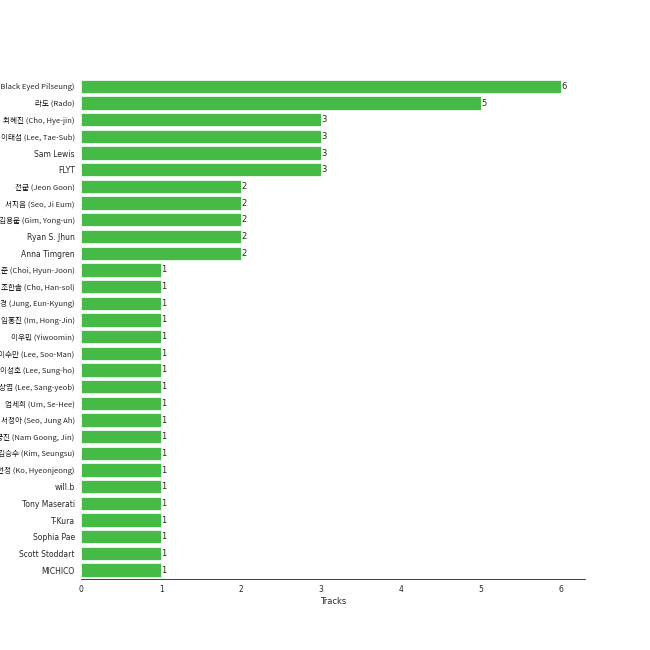 Black Eyed Pilseung) 6
라도 (Rado) 5
최혜진 (Cho, Hye-jin) 3
이태섭 (Lee, Tae-Sub) 3
Sam Lewis 3
FLYT 3
전군 (Jeon Goon) 2
서지음 (Seo, Ji Eum) 2
김용운 (Gim, Yong-un) 2
Ryan S. Jhun 2
Anna Timgren 2
준 (Choi, Hyun-Joon) 1
조한솔 (Cho, Han-sol) 1
경 (Jung, Eun-Kyung) 1
임홍진 (Im, Hong-Jin) 1
이우민 (Yiwoomin) 1
이수만 (Lee, Soo-Man) 1
이성호 (Lee, Sung-ho) 1
상엽 (Lee, Sang-yeob) 1
엄세희 (Um, Se-Hee) 1
서정아 (Seo, Jung Ah) 1
진 (Nam Goong, Jin) 1
김승수 (Kim, Seungsu) 1
정 (Ko, Hyeonjeong) 1
will.b 1
Tony Maserati 1
T-Kura 1
Sophia Pae 1
Scott Stoddart 1
MICHICO 1
0 1 2 3 4 5 6
Tracks